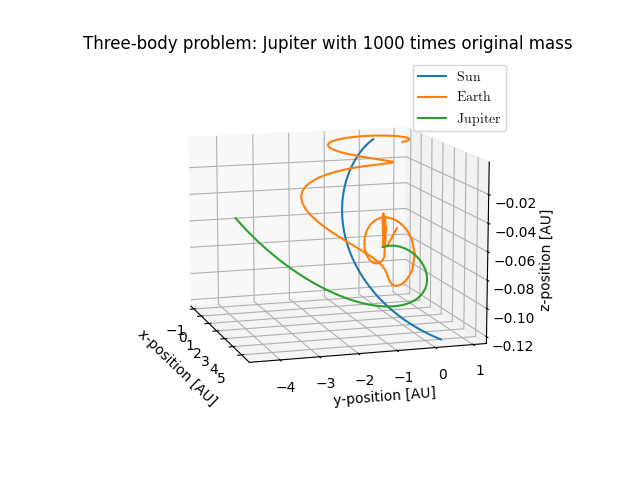 Three-body problem: Jupiter with 1000 times original mass
Sun
Earth
Jupiter
−0.02
−0.04
−0.06
−0.08
−0.10
−0.12
z-position [AU]
−1
0
1
2
3
4
5
x-position [AU]
−4
−3
−2
−1
0
1
y-position [AU]